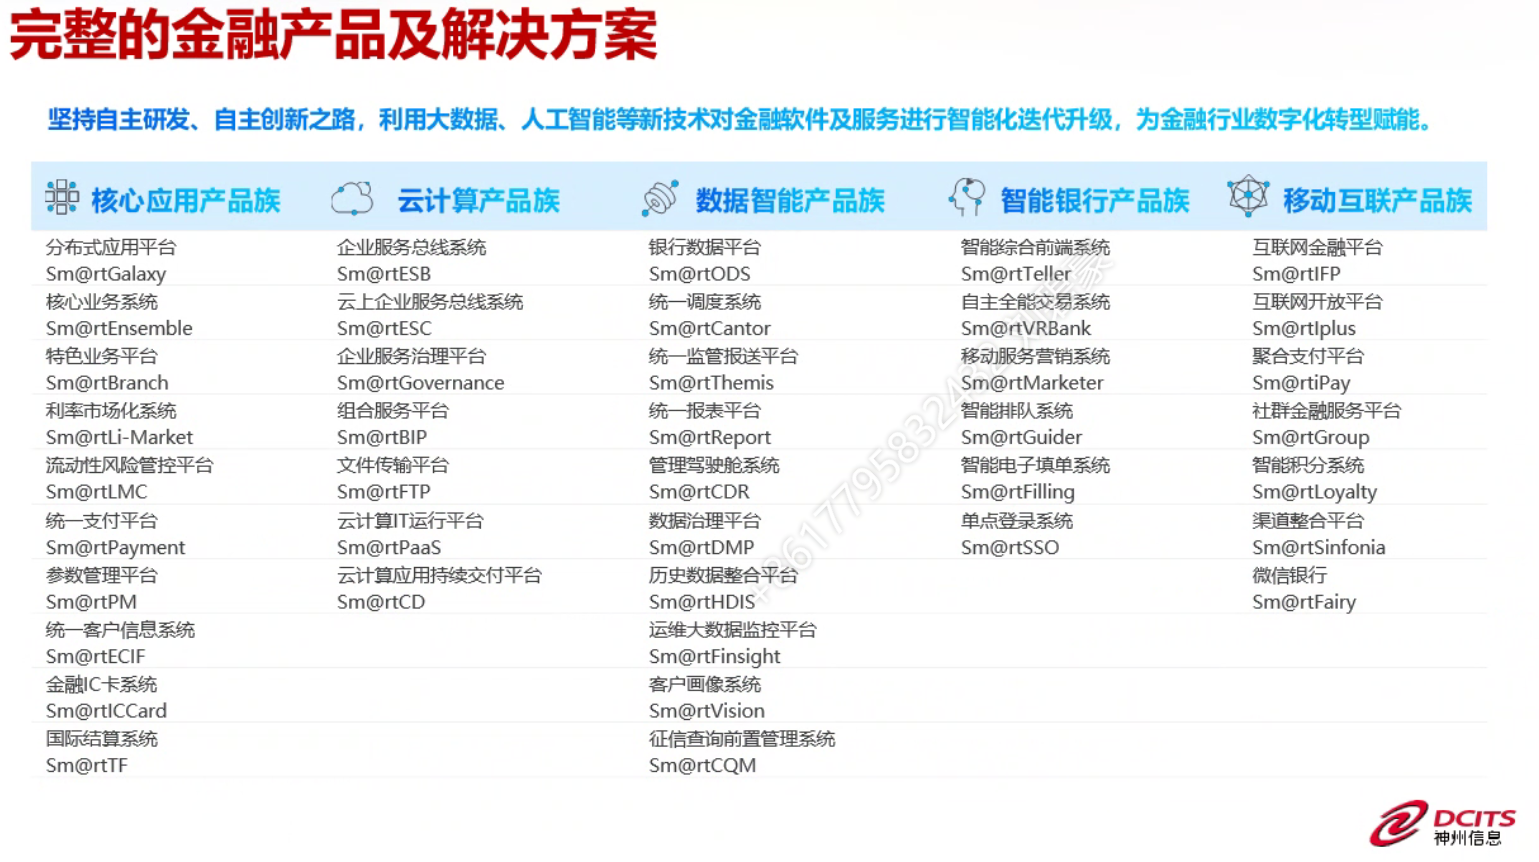 完整的金融产品及解决方案
坚持自主研发、自主创新之路，利用大数据、人工智能等新技术对金融软件及服务进行智能化迭代升级，为金融行业数字化转型赋能。
核心应用产品族
分布式应用平台
Sm@rtGalaxy
核心业务系统
Sm@rtEnsemble
特色业务平台
Sm@rtBranch
利率市场化系统
Sm@rtLi-Market
流动性风险管控平台
Sm@rtLMC
统一支付平台
Sm@rtPayment
参数管理平台
Sm@rtPM
统一客户信息系统
Sm@rtECIF
金融IC卡系统
Sm@rtICCard
国际结算系统
Sm@rtTF
云计算产品族
企业服务总线系统
Sm@rtESB
云上企业服务总线系统
Sm@rtESC
企业服务治理平台
Sm@rtGovernance
组合服务平台
Sm@rtBIP
文件传输平台
Sm@rtFTP
云计算IT运行平台
Sm@rtPaaS
云计算应用持续交付平台
Sm@rtCD
数据智能产品族
银行数据平台
Sm@rtODS
统一调度系统
Sm@rtCantor
统一监管报送平台
Sm@rtThemis
统一报表平台
Sm@rtReport
管理驾驶舱系统
Sm@rtCDR
数据治理平台
Sm@rtDMP
历史数据整合平台
Sm@rtHDIS
运维大数据监控平台
Sm@rtFinsight
客户画像系统
Sm@rtVision
征信查询前置管理系统
Sm@rtCQM
智能银行产品族
智能综合前端系统
Sm@rtTeller
自主全能交易系统
Sm@rtVRBank
移动服务营销系统
Sm@rtMarketer
智能排队系统
Sm@rtGuider
智能电子填单系统
Sm@rtFilling
单点登录系统
Sm@rtSSO
移动互联产品族
互联网金融平台
Sm@rtIFP
互联网开放平台
Sm@rtIplus
聚合支付平台
Sm@rtiPay
社群金融服务平台
Sm@rtGroup
智能积分系统
Sm@rtLoyalty
渠道整合平台
Sm@rtSinfonia
微信银行
Sm@rtFairy
DCITS
神州信息